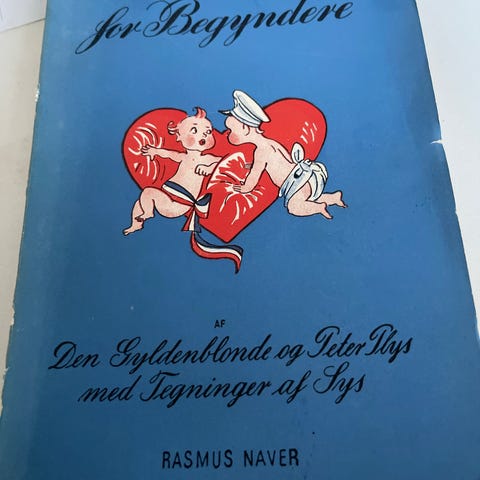 for Begyndere
AF
Den Gyldenblonde og Peter Plys
med Tegninger af Sys
RASMUS NAVER